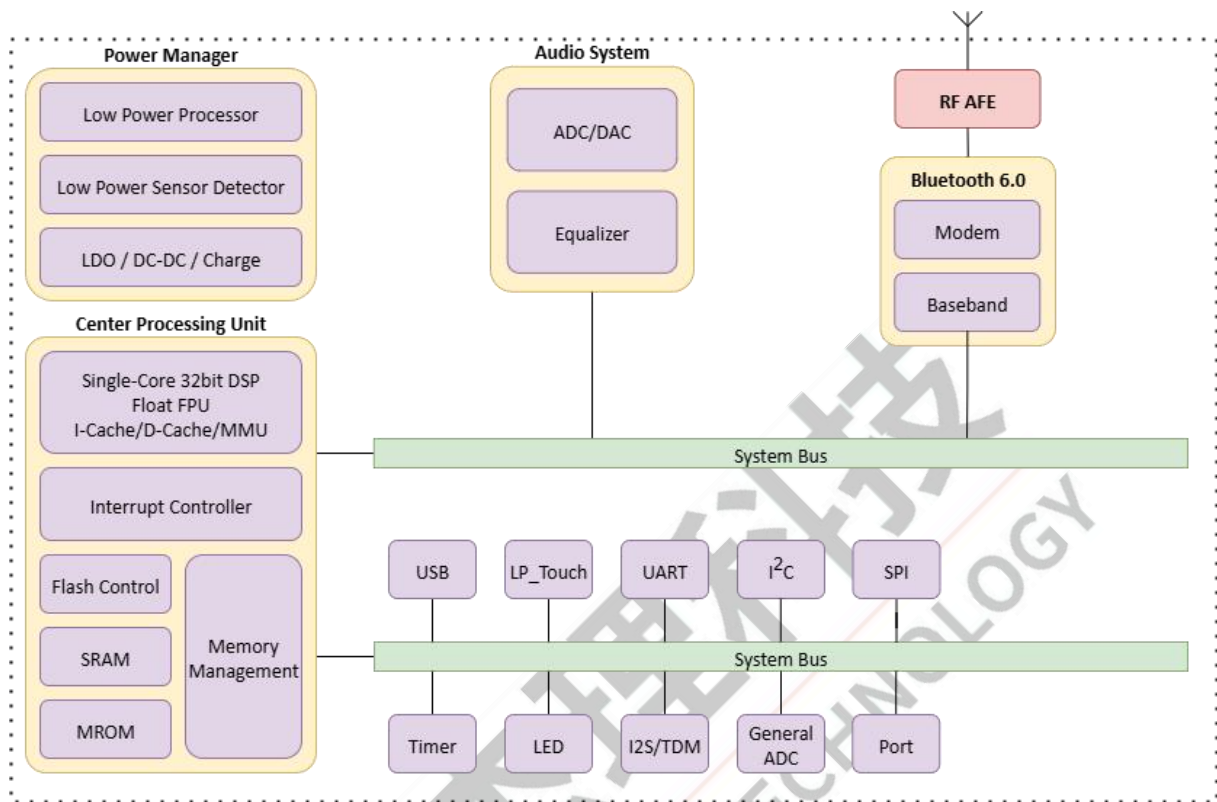 Power Manager
Low Power Processor
Low Power Sensor Detector
LDO / DC-DC / Charge
Audio System
ADC/DAC
Equalizer
RF AFE
Bluetooth 6.0
Modem
Baseband
Center Processing Unit
Single-Core 32bit DSP
Float FPU
I-Cache/D-Cache/MMU
Interrupt Controller
Flash Control
SRAM
MROM
Memory
Management
System Bus
USB
LP_Touch
UART
I²C
SPI
System Bus
Timer
LED
I2S/TDM
General
ADC
Port
理科技
TECHNOLOGY